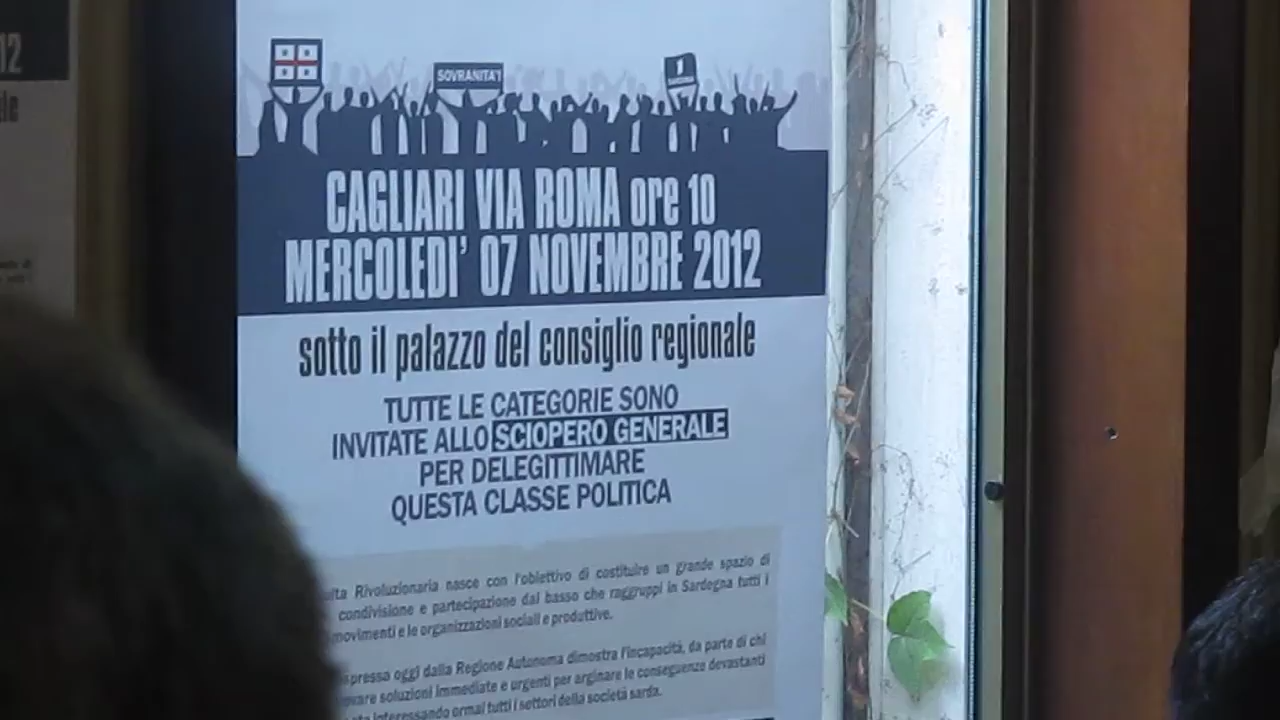 12
SOVRANITA'!
SARDIGNA
CAGLIARI VIA ROMA ore 10
MERCOLEDI' 07 NOVEMBRE 2012
sotto il palazzo del consiglio regionale
TUTTE LE CATEGORIE SONO
INVITATE ALLO SCIOPERO GENERALE
PER DELEGITTIMARE
QUESTA CLASSE POLITICA
Rivoluzionaria nasce con l'obiettivo di costituire un grande spazio di
condivisione e partecipazione dal basso che raggruppi in Sardegna tutti i
movimenti e le organizzazioni sociali e produttive.
oggi dalla Regione Autonoma dimostra l'incapacità, da parte di chi
soluzioni immediate e urgenti per arginare le conseguenze devastanti
interessando ormai tutti i settori della società sarda.